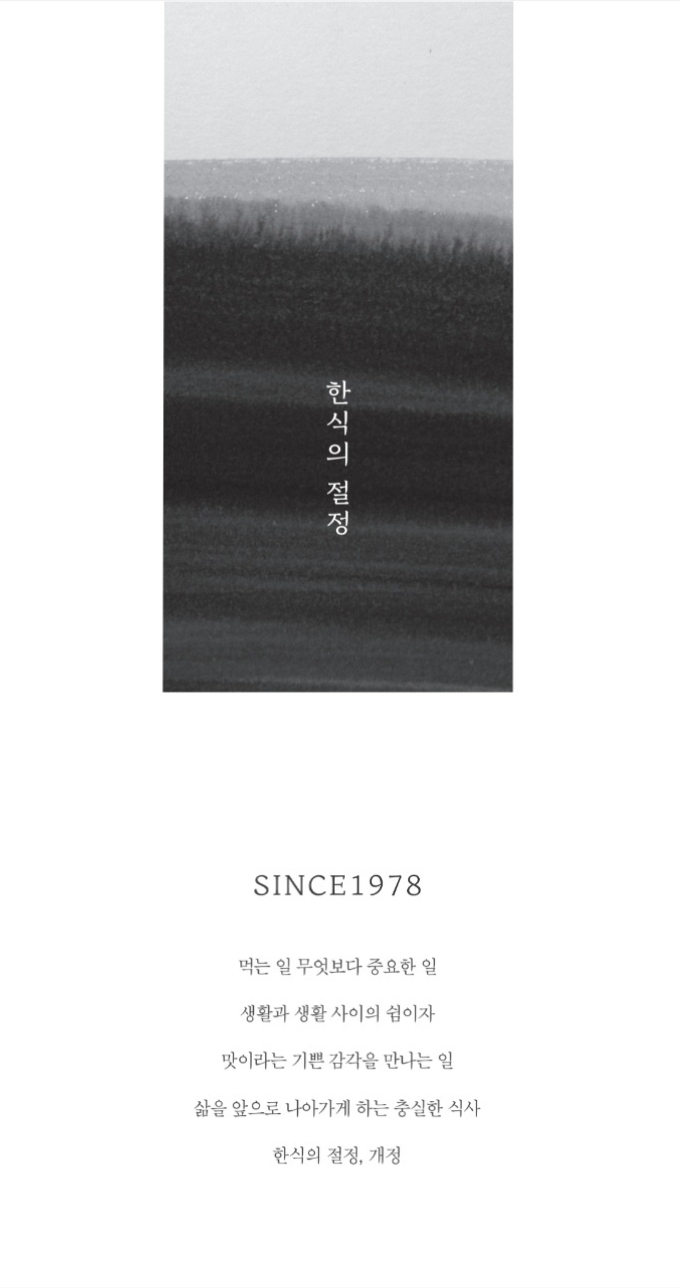 한식의 절정
SINCE1978
먹는 일 무엇보다 중요한 일
생활과 생활 사이의 쉼이자
맛이라는 기쁜 감각을 만나는 일
삶을 앞으로 나아가게 하는 충실한 식사
한식의 절정, 개정